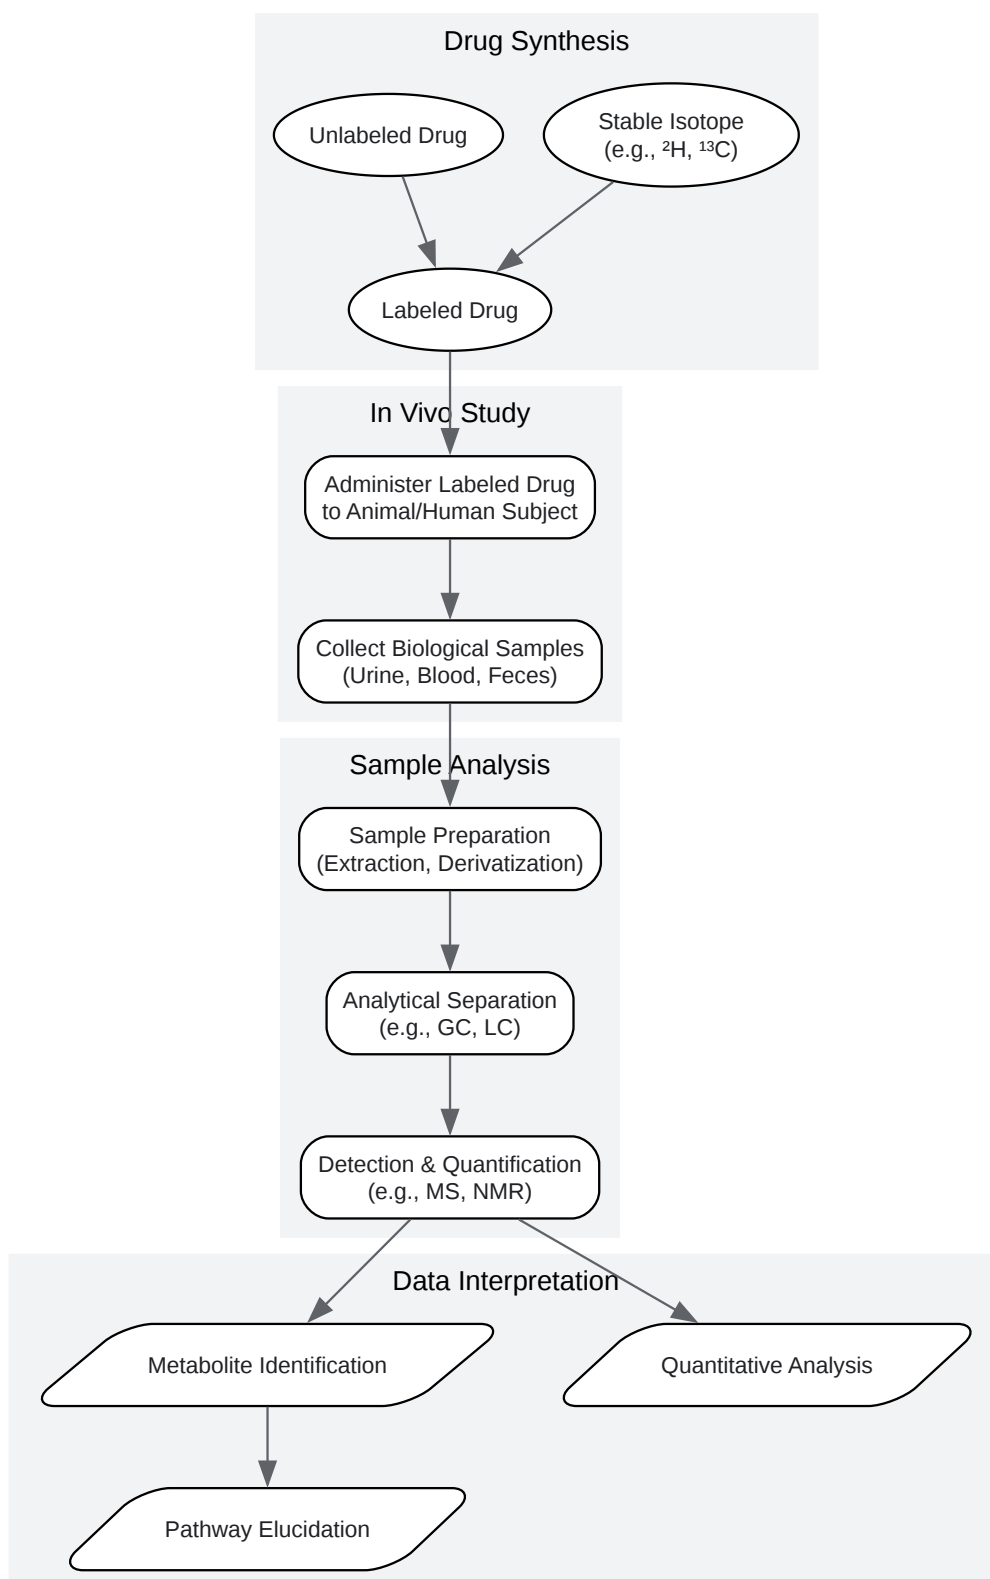 Drug Synthesis
Unlabeled Drug
Stable Isotope
(e.g., ²H, ¹³C)
Labeled Drug
In Vivo Study
Administer Labeled Drug
to Animal/Human Subject
Collect Biological Samples
(Urine, Blood, Feces)
Sample Analysis
Sample Preparation
(Extraction, Derivatization)
Analytical Separation
(e.g., GC, LC)
Detection & Quantification
(e.g., MS, NMR)
Data Interpretation
Metabolite Identification
Quantitative Analysis
Pathway Elucidation